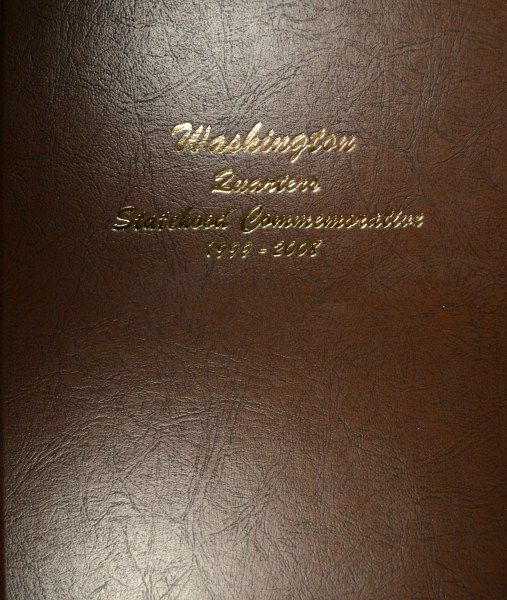 Washington
Quarters
Statehood Commemorative
1999-2008